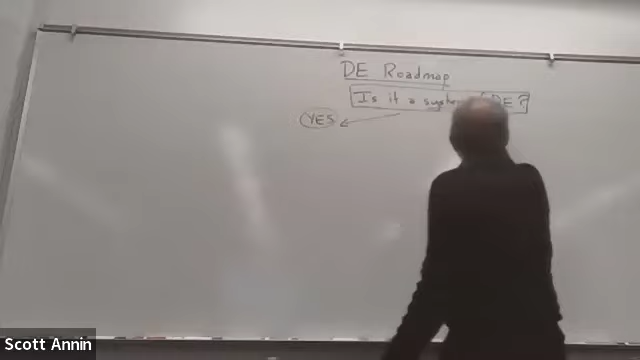 DE Roadmap
Is it a DE?
YES
Scott Annin